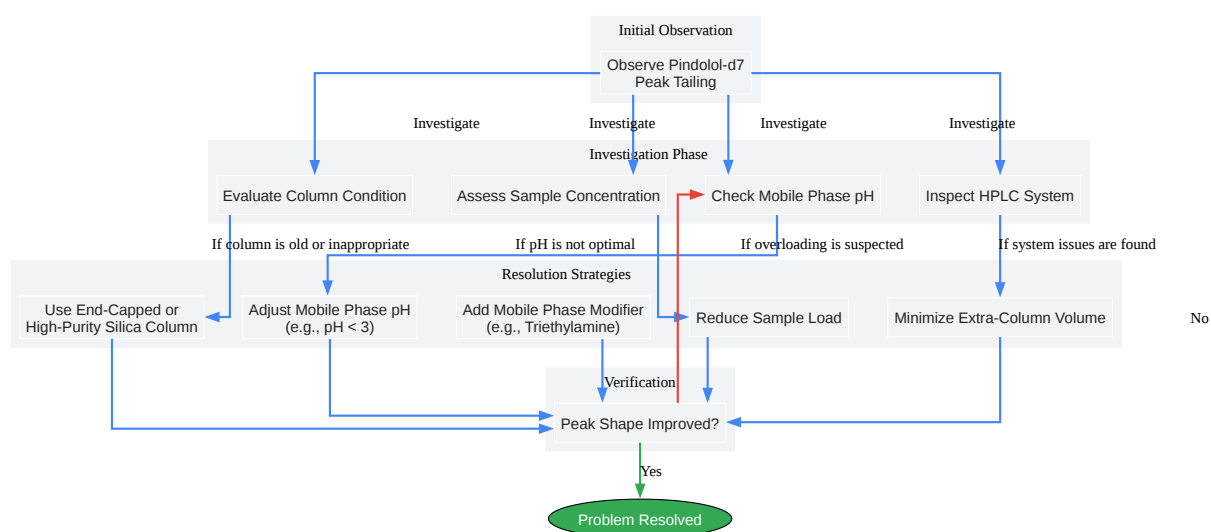 Initial Observation
Observe Pindolol-d7
Peak Tailing
Investigate
Investigate
Investigate
Investigate
Investigation Phase
Evaluate Column Condition
Assess Sample Concentration
Check Mobile Phase pH
Inspect HPLC System
If column is old or inappropriate
If pH is not optimal
If overloading is suspected
If system issues are found
Resolution Strategies
Use End-Capped or
High-Purity Silica Column
Adjust Mobile Phase pH
(e.g., pH < 3)
Add Mobile Phase Modifier
(e.g., Triethylamine)
Reduce Sample Load
Minimize Extra-Column Volume
No
Verification
Peak Shape Improved?
Yes
Problem Resolved